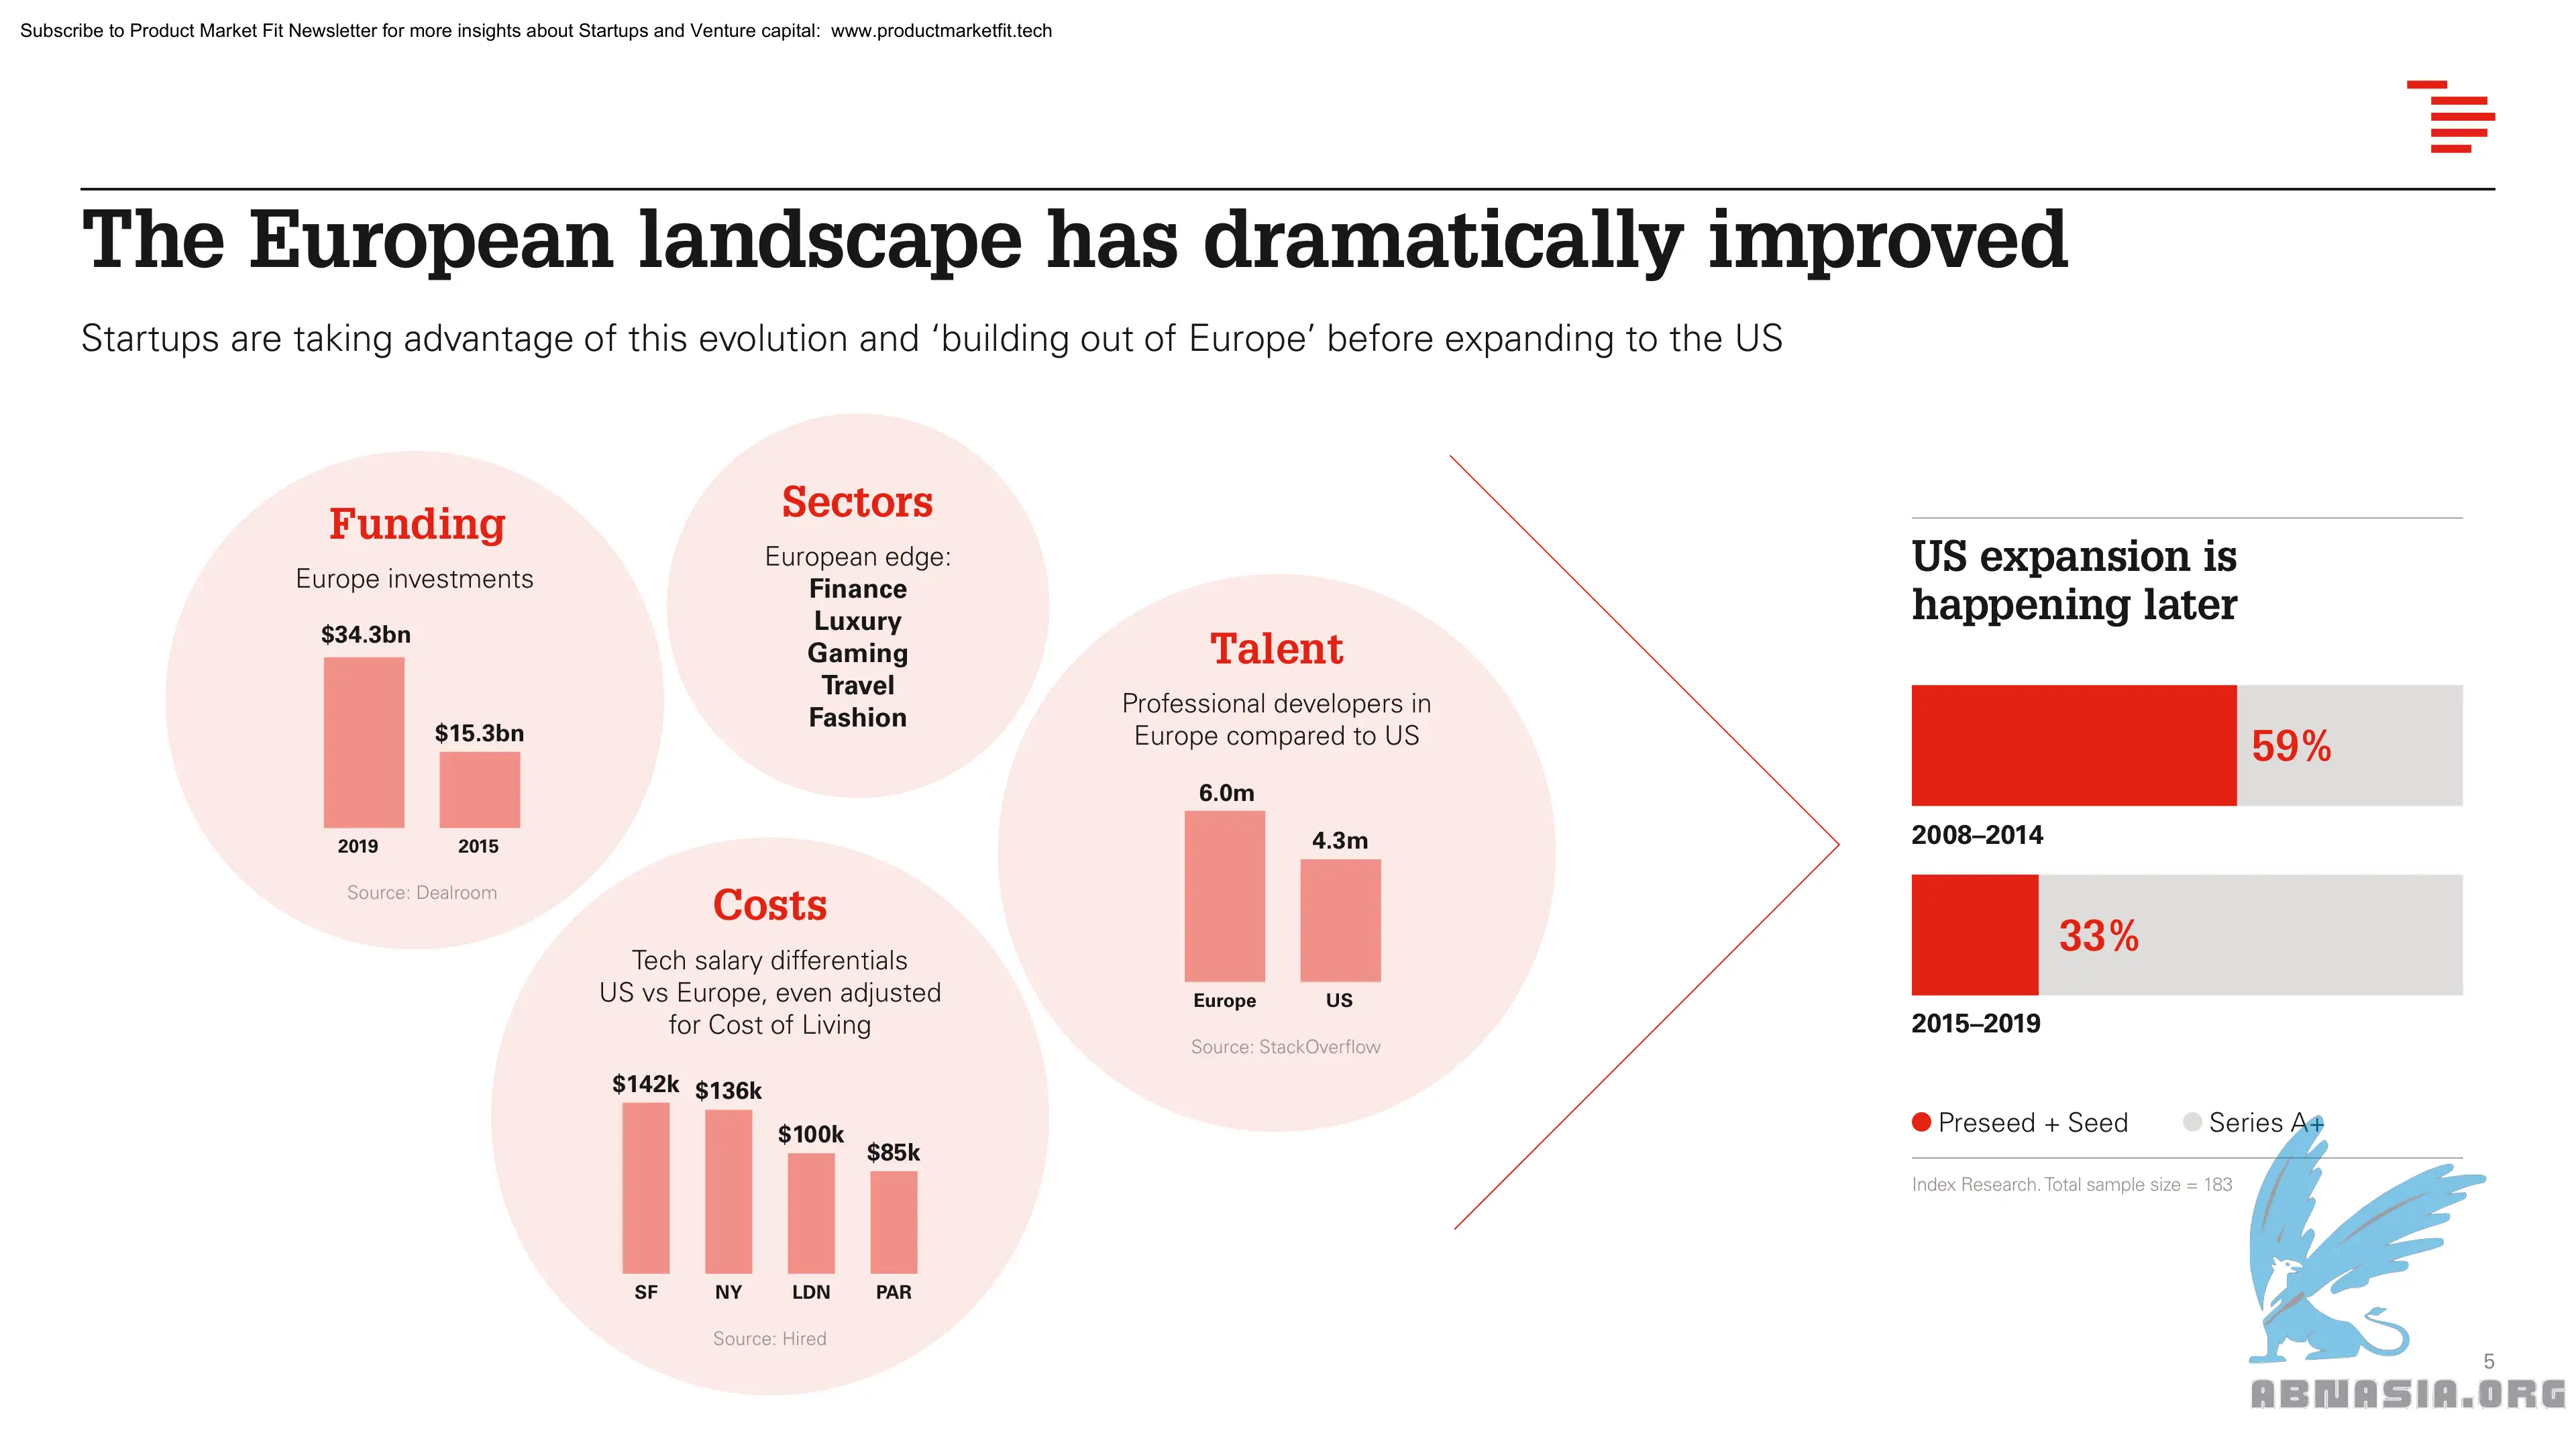 Subscribe to Product Market Fit Newsletter for more insights about Startups and Venture capital:  www.productmarketfit.tech
The European landscape has dramatically improved
Startups are taking advantage of this evolution and ‘building out of Europe’ before expanding to the US
Funding
Europe investments
$34.3bn
$15.3bn
2019
2015
Source: Dealroom
Sectors
European edge:
Finance
Luxury
Gaming
Travel
Fashion
Talent
Professional developers in
Europe compared to US
6.0m
4.3m
Europe
US
Source: StackOverflow
Costs
Tech salary differentials
US vs Europe, even adjusted
for Cost of Living
$142k
$136k
$100k
$85k
SF
NY
LDN
PAR
Source: Hired
US expansion is
happening later
59%
2008–2014
33%
2015–2019
Preseed + Seed
Series A+
Index Research. Total sample size = 183
5
ABNASIA.ORG